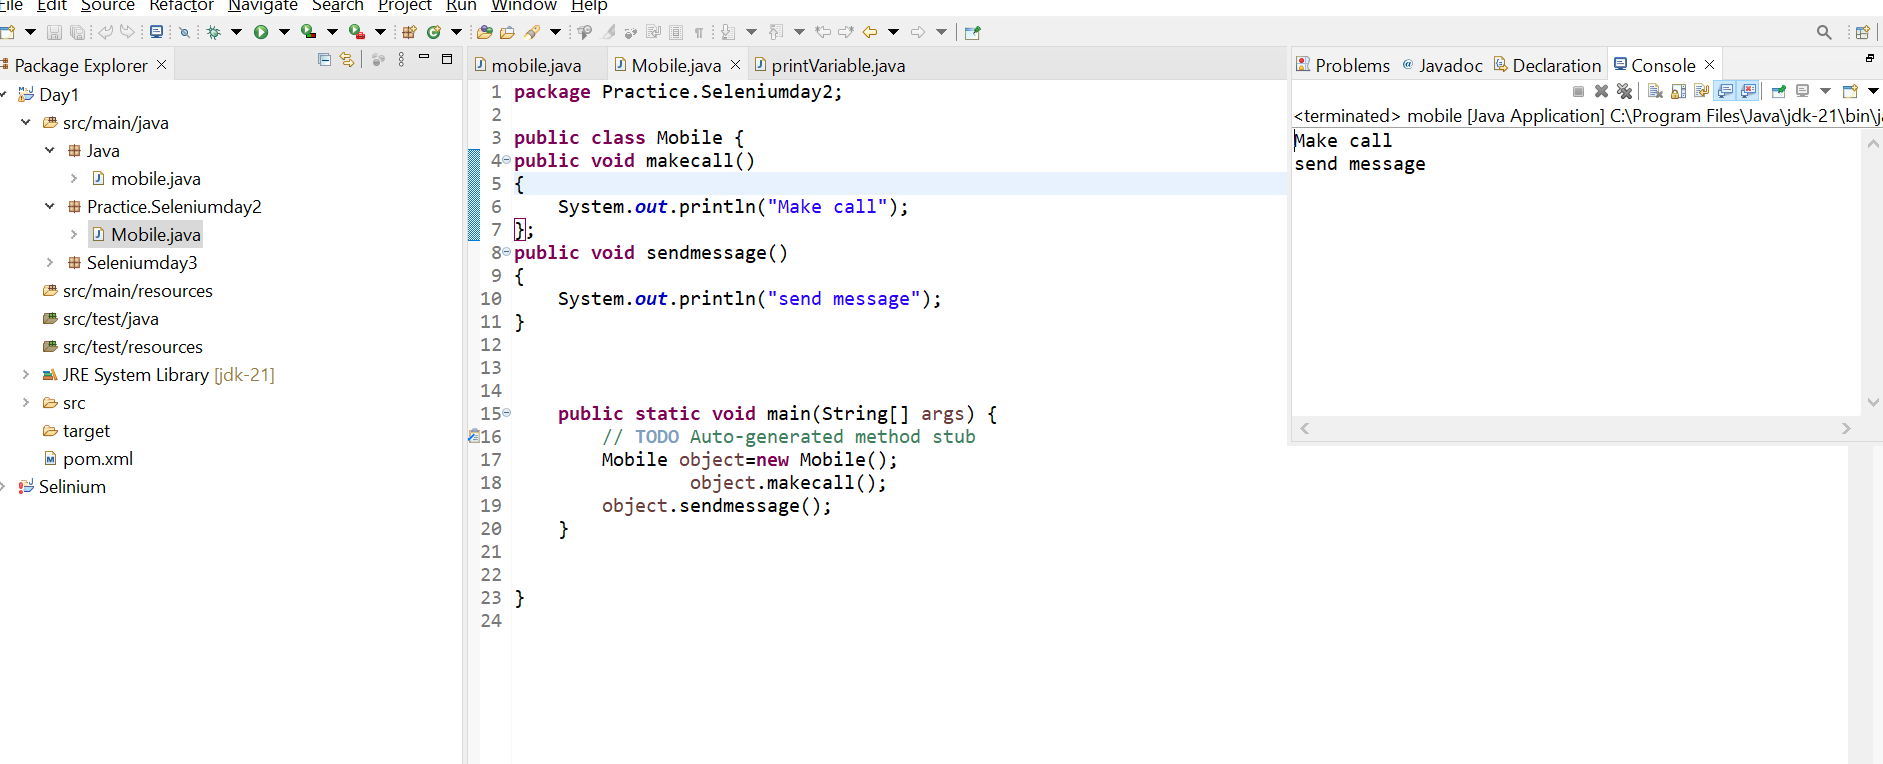 File Edit Source Refactor Navigate Search Project Run Window Help
Package Explorer
Day1
src/main/java
Java
mobile.java
Practice.Seleniumday2
Mobile.java
Seleniumday3
src/main/resources
src/test/java
src/test/resources
JRE System Library [jdk-21]
src
target
pom.xml
Selinium
mobile.java Mobile.java printVariable.java
1 package Practice.Seleniumday2;
2
3 public class Mobile {
4 public void makecall()
5 {
6     System.out.println("Make call");
7 };
8 public void sendmessage()
9 {
10     System.out.println("send message");
11 }
12
13
14
15     public static void main(String[] args) {
16         // TODO Auto-generated method stub
17         Mobile object=new Mobile();
18                 object.makecall();
19         object.sendmessage();
20     }
21
22
23 }
24
Problems @ Javadoc Declaration Console
<terminated> mobile [Java Application] C:\Program Files\Java\jdk-21\bin\j
Make call
send message